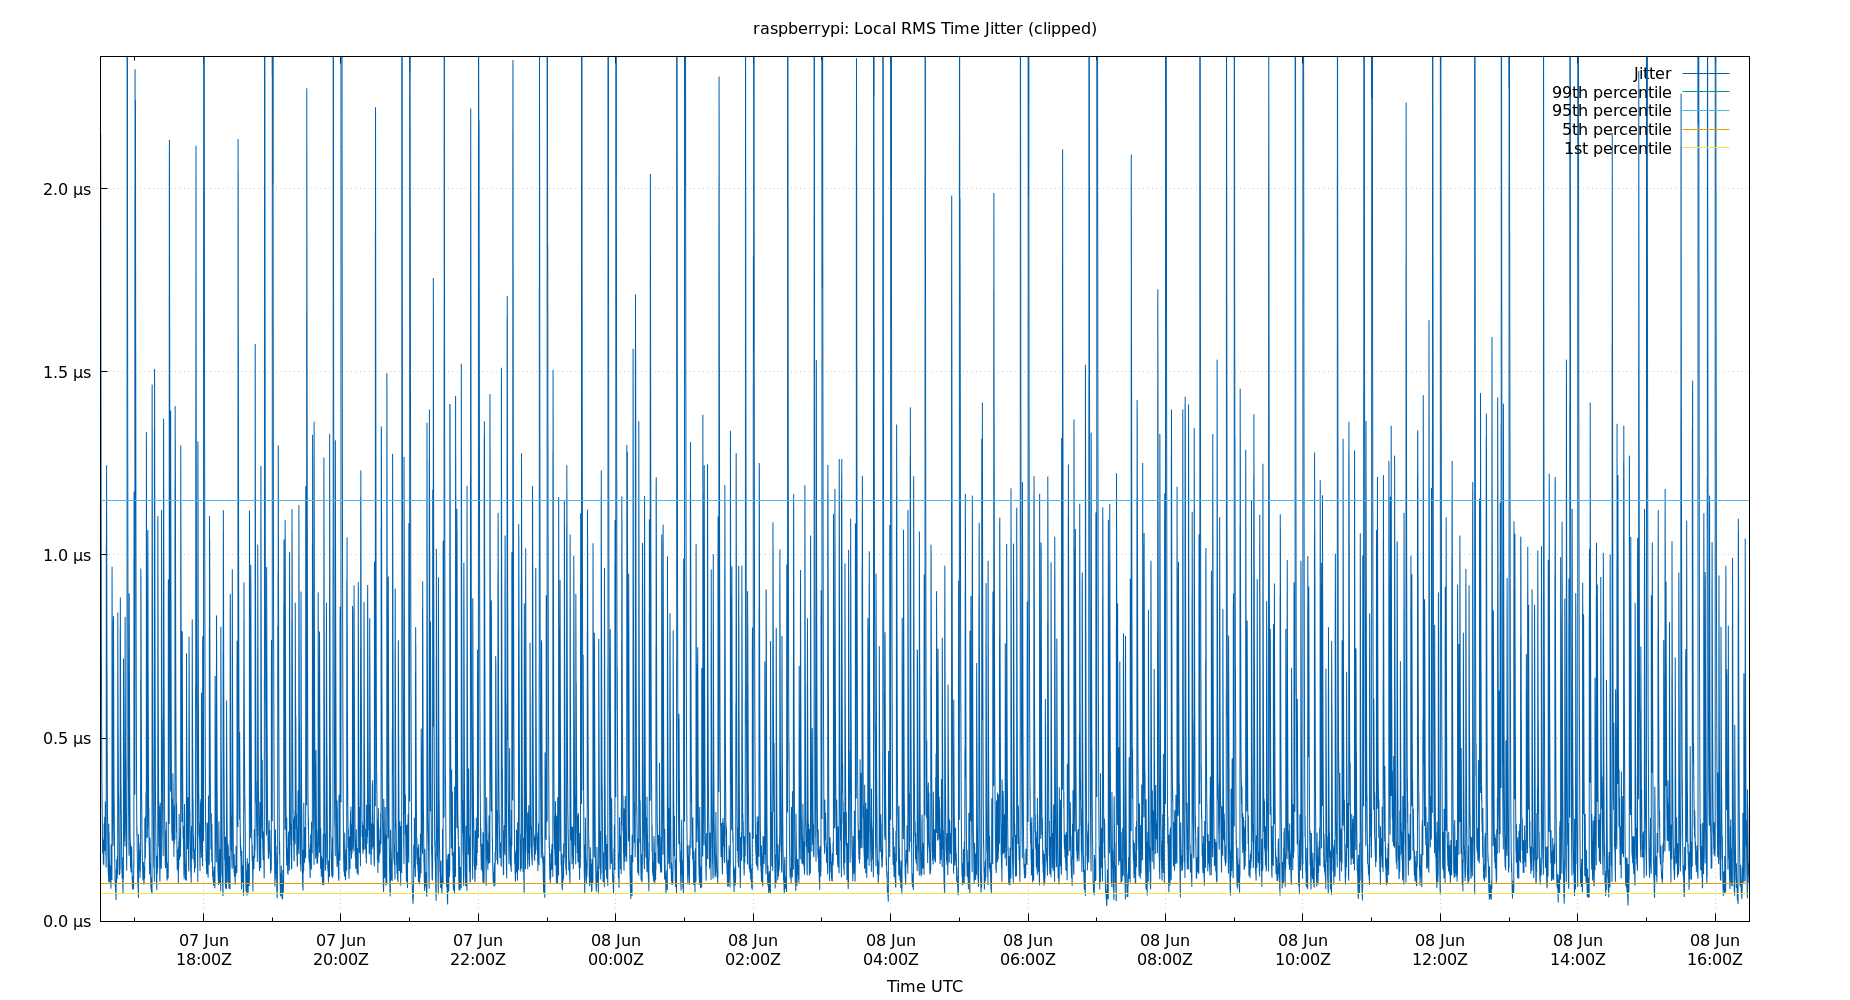 raspberrypi: Local RMS Time Jitter (clipped)
Jitter
99th percentile
95th percentile
5th percentile
1st percentile
2.0 µs
1.5 µs
1.0 µs
0.5 µs
0.0 µs
07 Jun 07 Jun 07 Jun 08 Jun 08 Jun 08 Jun 08 Jun 08 Jun 08 Jun 08 Jun 08 Jun 08 Jun
18:00Z 20:00Z 22:00Z 00:00Z 02:00Z 04:00Z 06:00Z 08:00Z 10:00Z 12:00Z 14:00Z 16:00Z
Time UTC